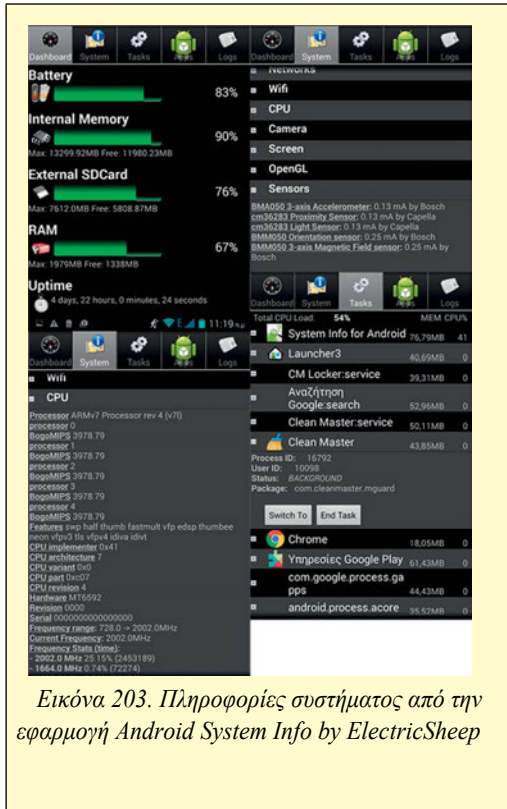 Dashboard System Tasks Apps Logs
Battery
83%
Internal Memory
90%
Max: 13299.92MB Free: 11980.23MB
External SDCard
76%
Max: 7612.0MB Free: 5808.87MB
RAM
67%
Max: 1979MB Free: 1338MB
Uptime
4 days, 22 hours, 0 minutes, 24 seconds
11:19
Dashboard System Tasks Apps Logs
Wifi
CPU
Processor ARMv7 Processor rev 4 (v7l)
processor 0
BogoMIPS 3978.79
processor 1
BogoMIPS 3978.79
processor 2
BogoMIPS 3978.79
processor 3
BogoMIPS 3978.79
processor 4
BogoMIPS 3978.79
Features swp half thumb fastmult vfp edsp thumbee
neon vfpv3 tls vfpv4 idiva idivt
CPU implementer 0x41
CPU architecture 7
CPU variant 0x0
CPU part 0xc07
CPU revision 4
Hardware MT6592
Revision 0000
Serial 0000000000000000
Frequency range: 728.0 -> 2002.0MHz
Current Frequency: 2002.0MHz
Frequency Stats (time):
- 2002.0 MHz 25.15% (2453189)
- 1664.0 MHz 0.74% (72274)
Dashboard System Tasks Apps Logs
Networks
Wifi
CPU
Camera
Screen
OpenGL
Sensors
BMA050 3-axis Accelerometer: 0.13 mA by Bosch
cm36283 Proximity Sensor: 0.13 mA by Capella
cm36283 Light Sensor: 0.13 mA by Capella
BMM050 Orientation sensor: 0.25 mA by Bosch
BMM050 3-axis Magnetic Field sensor: 0.25 mA by
Bosch
Dashboard System Tasks Apps Logs
Total CPU Load: 54% MEM CPU%
System Info for Android 76,79MB 41
Launcher3 40,69MB 0
CM Locker:service 39,31MB 0
Αναζήτηση
Google:search 52,96MB 0
Clean Master:service 50,11MB 0
Clean Master 43,85MB 0
Process ID: 16792
User ID: 10098
Status: BACKGROUND
Package: com.cleanmaster.mguard
Switch To End Task
Chrome 18,05MB 0
Υπηρεσίες Google Play 61,43MB 0
com.google.process.ga
pps 44,43MB 0
android.process.acore 35,52MB 0
Εικόνα 203. Πληροφορίες συστήματος από την
εφαρμογή Android System Info by ElectricSheep